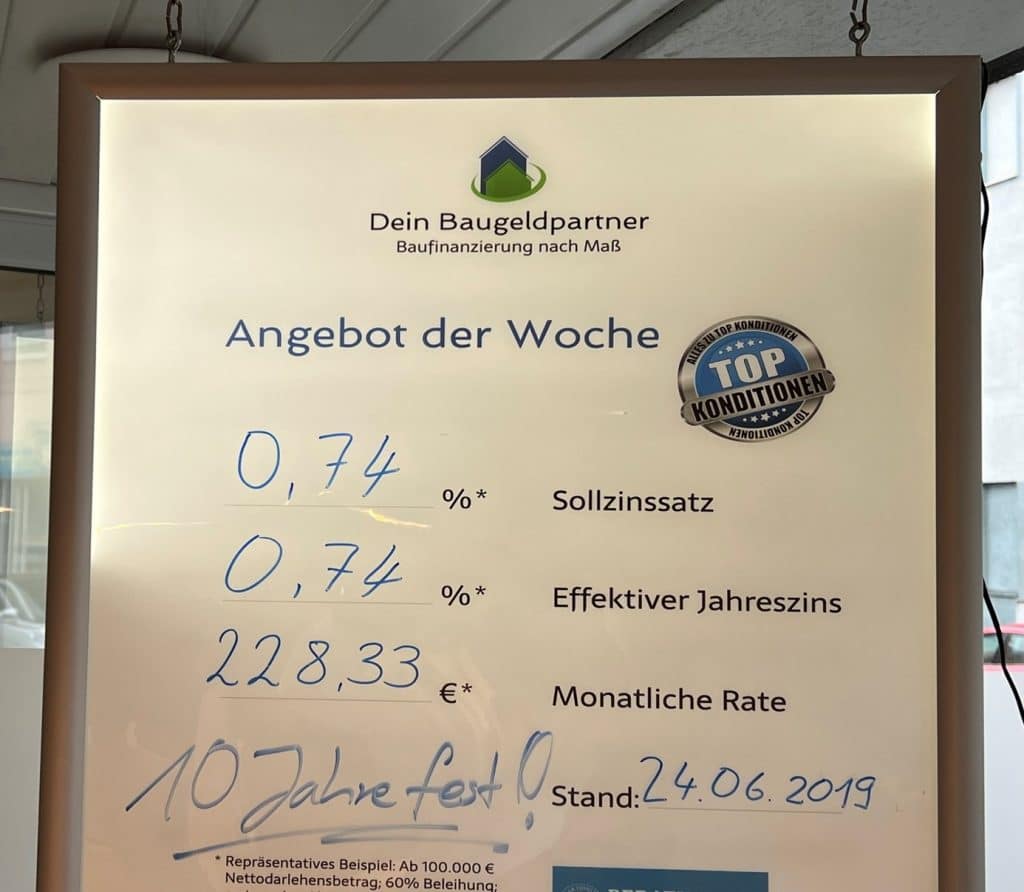 Dein Baugeldpartner
Baufinanzierung nach Maß
Angebot der Woche
ALLES ZU TOP KONDITIONEN
TOP
KONDITIONEN
TOP KONDITIONEN
0,74 %* Sollzinssatz
0,74 %* Effektiver Jahreszins
228,33 €* Monatliche Rate
10 Jahre fest! Stand: 24.06.2019
* Repräsentatives Beispiel: Ab 100.000 €
Nettodarlehensbetrag; 60% Beleihung;